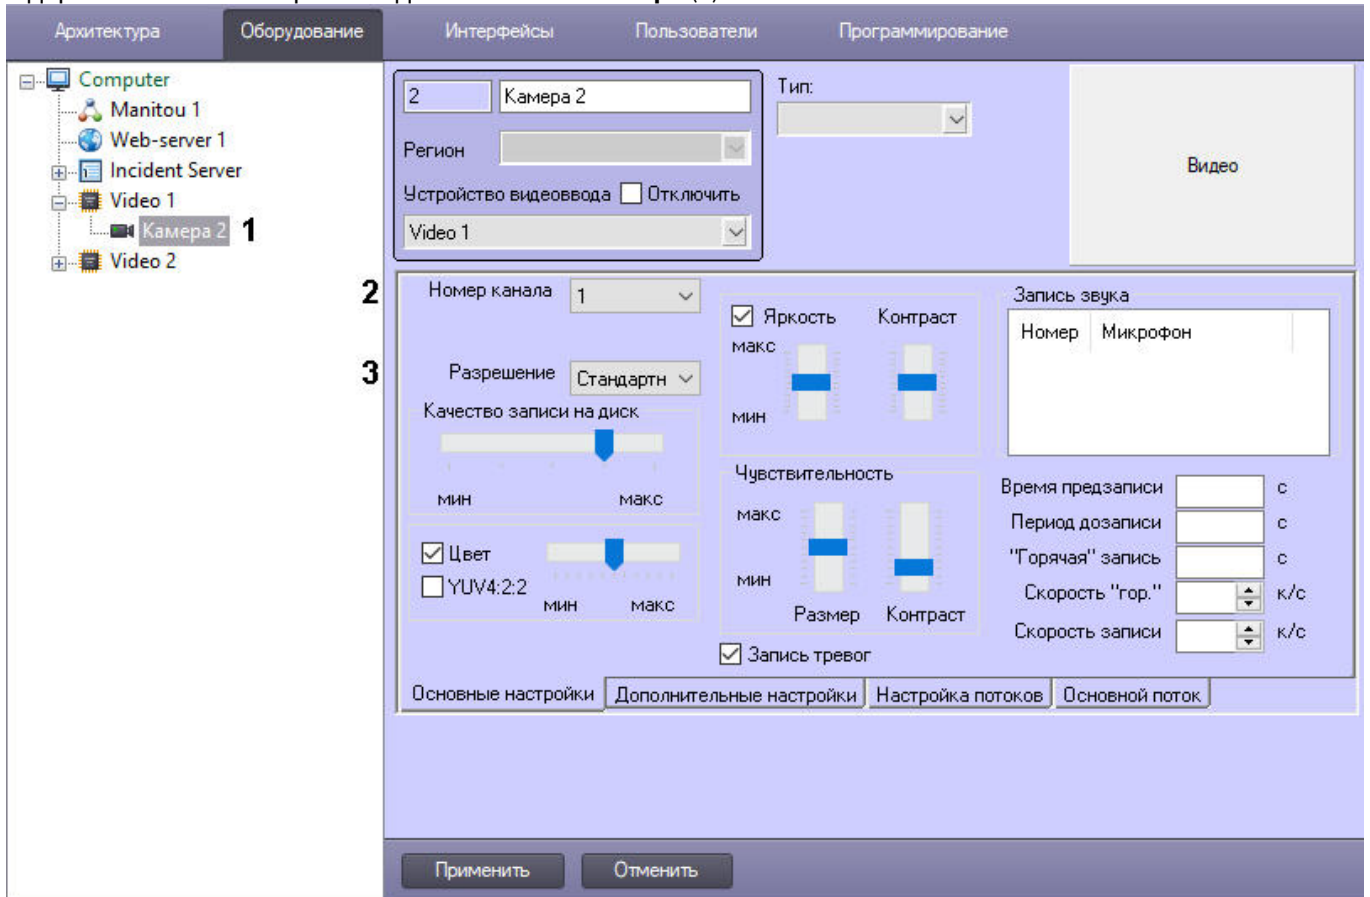 Архитектура Оборудование Интерфейсы Пользователи Программирование
Computer
Manitou 1
Web-server 1
Incident Server
Video 1
Камера 2 1
Video 2
2 Камера 2
Регион
Устройство видеоввода Отключить
Video 1
Тип:
Видео
2 Номер канала 1
3 Разрешение Стандартн
Качество записи на диск
мин макс
Цвет
YUV4:2:2
мин макс
Яркость Контраст
макс
мин
Чувствительность
макс
мин
Размер Контраст
Запись тревог
Запись звука
Номер Микрофон
Время предзаписи с
Период дозаписи с
"Горячая" запись с
Скорость "гор." к/с
Скорость записи к/с
Основные настройки Дополнительные настройки Настройка потоков Основной поток
Применить Отменить